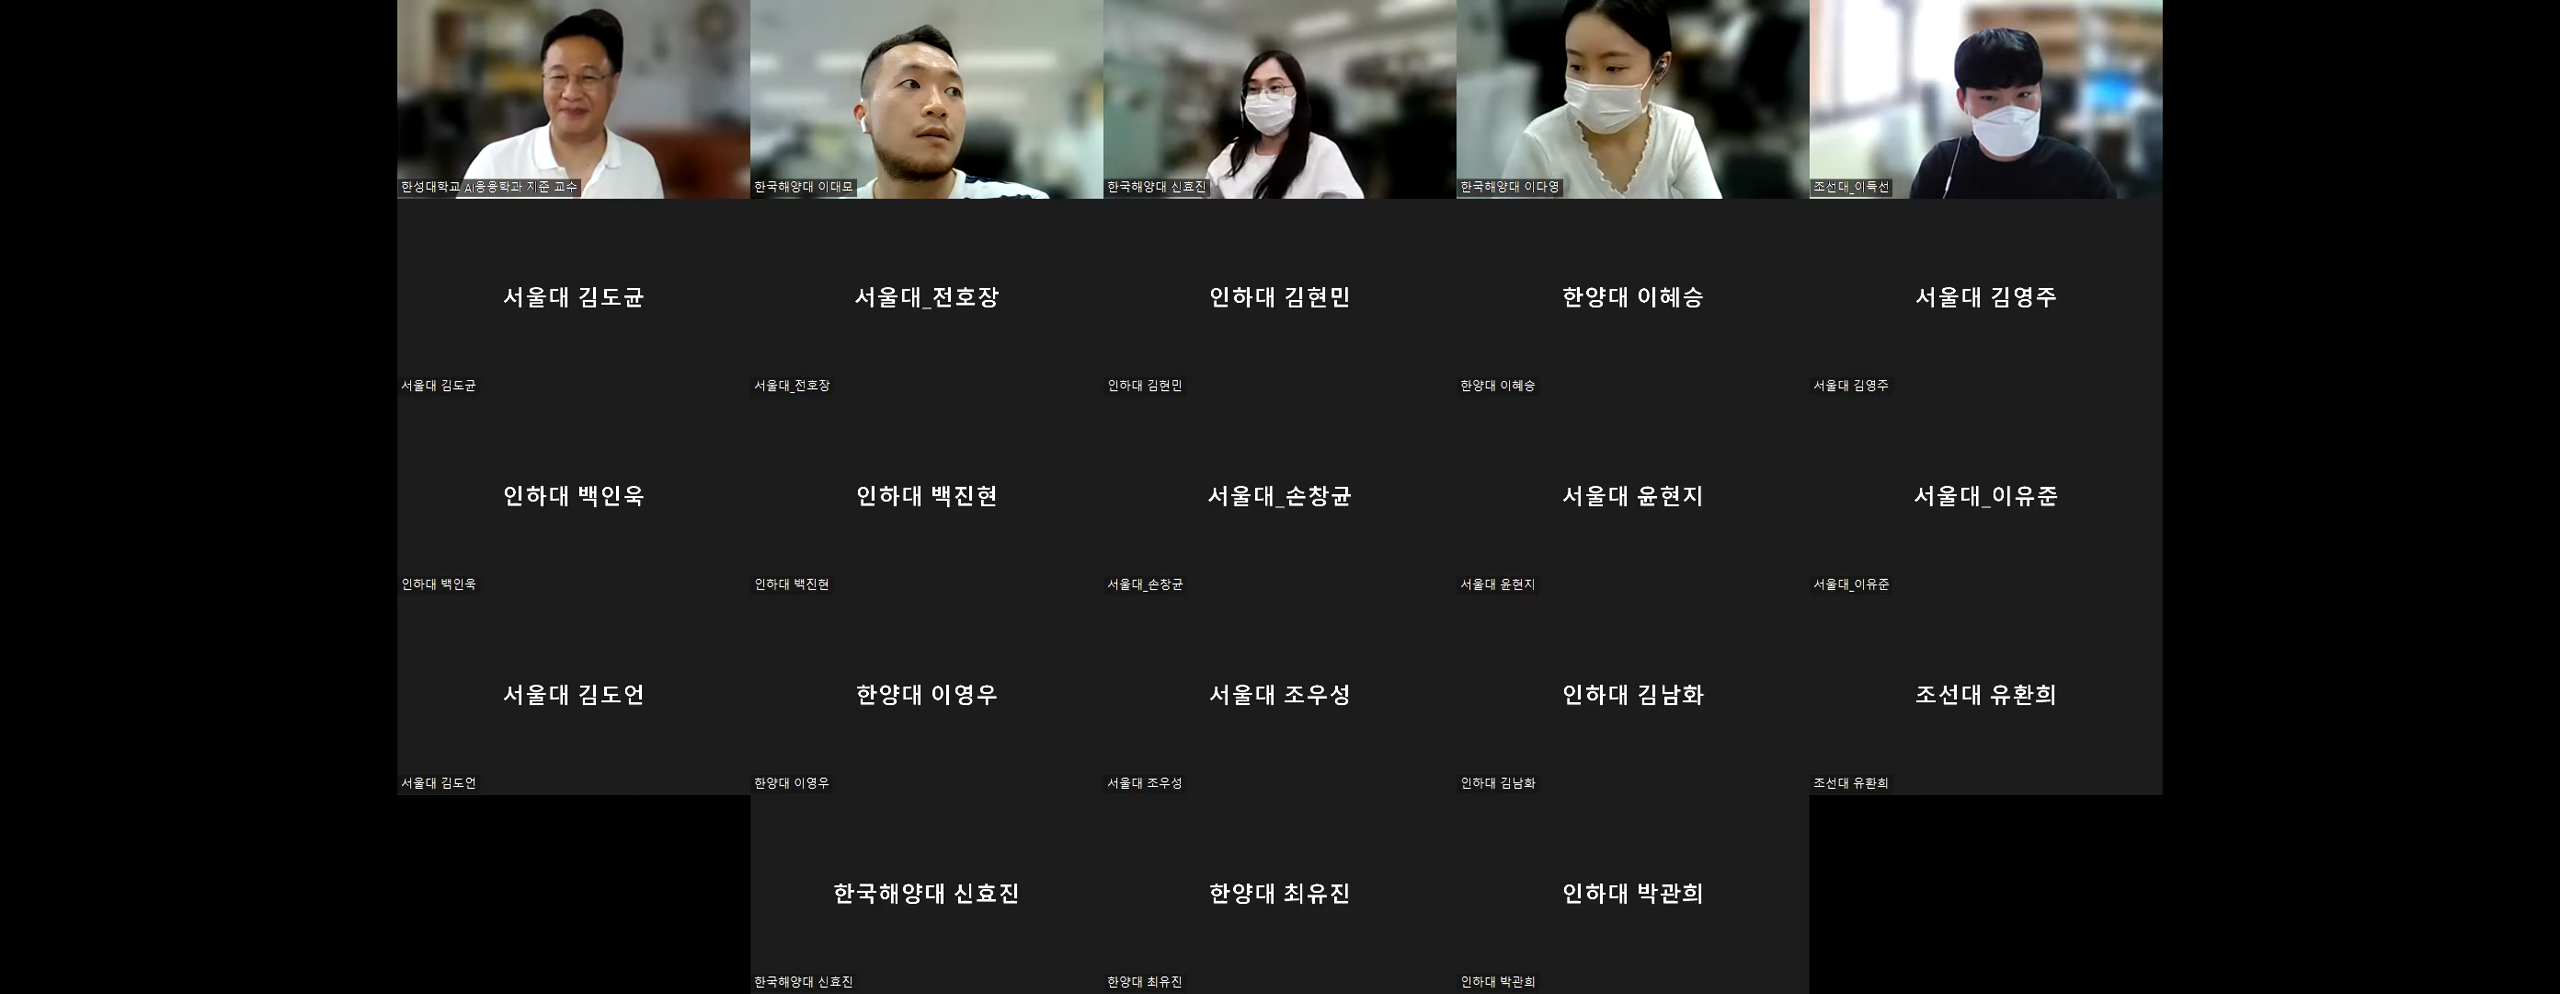 한성대학교 AI응용학과 지준 교수
한국해양대 이대모
한국해양대 신효진
한국해양대 이다영
조선대_이득선
서울대 김도균
서울대_전호장
인하대 김현민
한양대 이혜승
서울대 김영주
서울대 김도균
서울대_전호장
인하대 김현민
한양대 이혜승
서울대 김영주
인하대 백인욱
인하대 백진현
서울대_손창균
서울대 윤현지
서울대_이유준
인하대 백인욱
인하대 백진현
서울대_손창균
서울대 윤현지
서울대_이유준
서울대 김도언
한양대 이영우
서울대 조우성
인하대 김남화
조선대 유환희
서울대 김도언
한양대 이영우
서울대 조우성
인하대 김남화
조선대 유환희
한국해양대 신효진
한양대 최유진
인하대 박관희
한국해양대 신효진
한양대 최유진
인하대 박관희